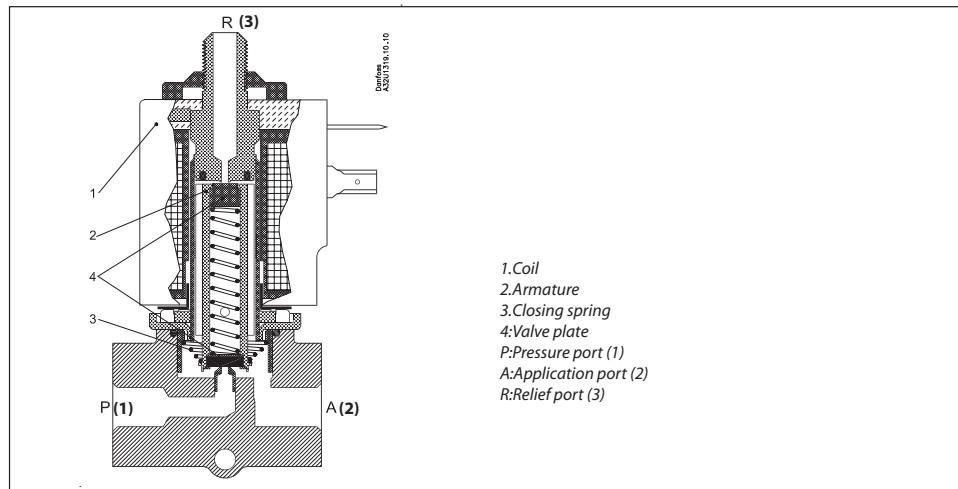 R (3)
Danfoss
A32U1319.10.10
1
2
4
3
P (1)
A (2)
1.Coil
2.Armature
3.Closing spring
4:Valve plate
P:Pressure port (1)
A:Application port (2)
R:Relief port (3)